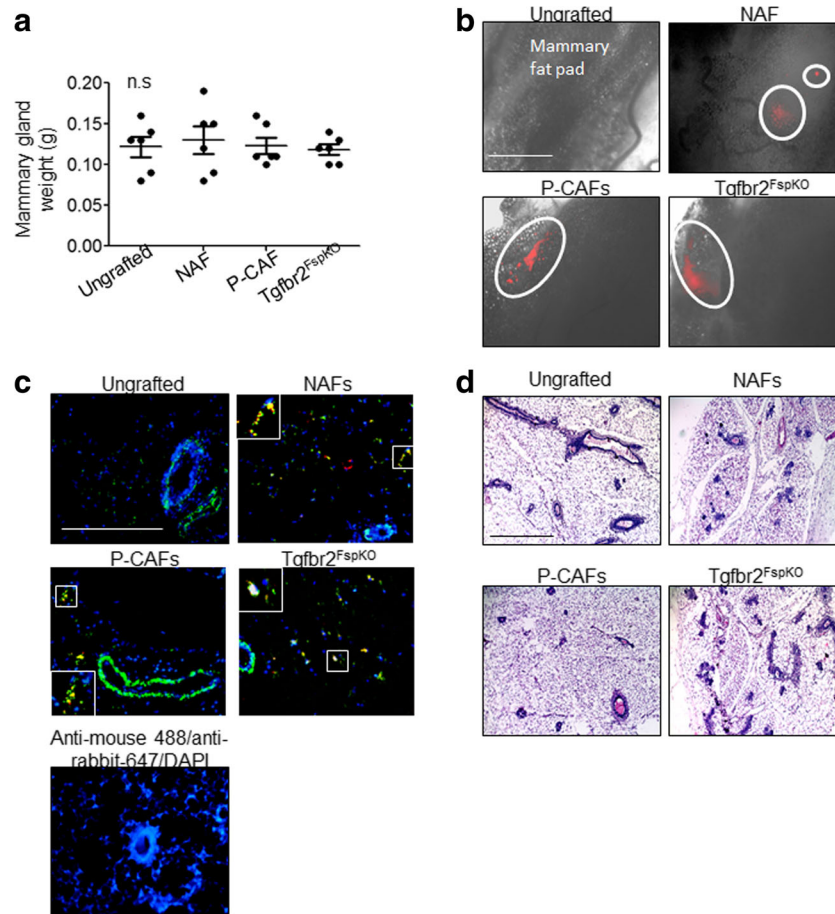 a
n.s
Mammary gland
weight (g)
0.20
0.15
0.10
0.05
0.00
Ungrafted
NAF
P-CAF
Tgfbr2FspKO
b
Ungrafted
NAF
Mammary
fat pad
P-CAFs
Tgfbr2FspKO
c
Ungrafted
NAFs
P-CAFs
Tgfbr2FspKO
Anti-mouse 488/anti-
rabbit-647/DAPI
d
Ungrafted
NAFs
P-CAFs
Tgfbr2FspKO